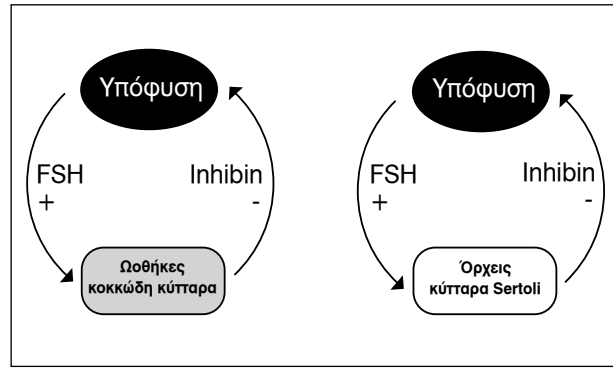 Υπόφυση
FSH
+
Inhibin
-
Ωοθήκες
κοκκώδη κύτταρα
Υπόφυση
FSH
+
Inhibin
-
Όρχεις
κύτταρα Sertoli